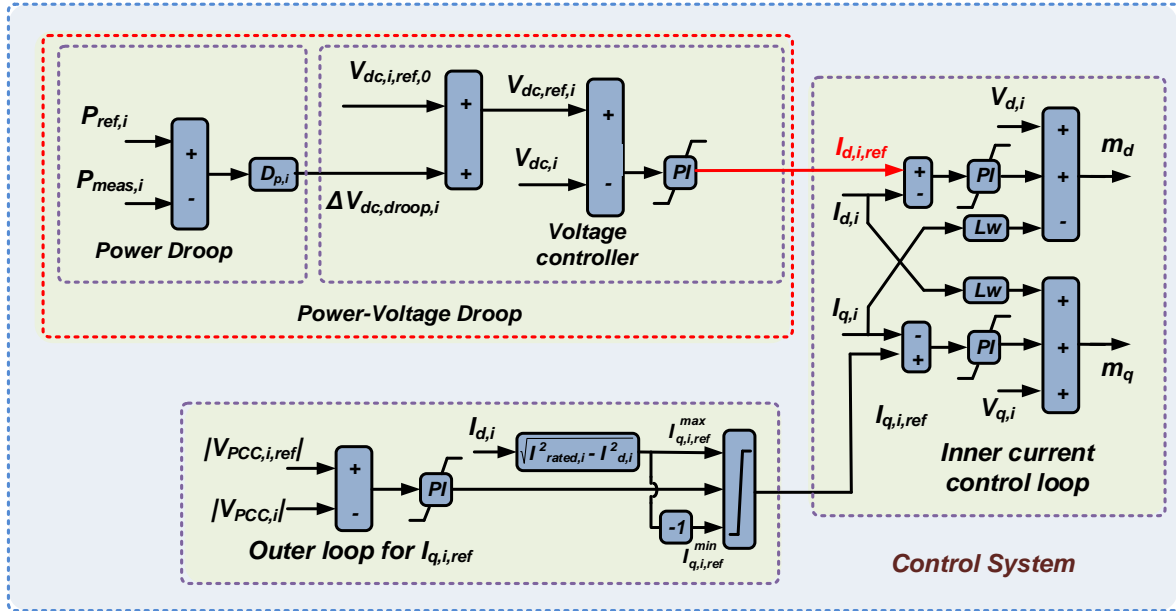 P_ref,i
P_meas,i
+
-
D_p,i
Power Droop
V_dc,i,ref,0
ΔV_dc,droop,i
+
+
V_dc,ref,i
V_dc,i
+
-
PI
Voltage
controller
Power-Voltage Droop
I_d,i,ref
I_d,i
+
-
PI
V_d,i
+
+
-
m_d
Lw
Lw
I_q,i
-
+
PI
+
+
+
m_q
V_q,i
I_q,i,ref
Inner current
control loop
|V_PCC,i,ref|
|V_PCC,i|
+
-
PI
I_d,i
√I²_rated,i - I²_d,i
I^max_q,i,ref
-1
I^min_q,i,ref
Outer loop for I_q,i,ref
Control System